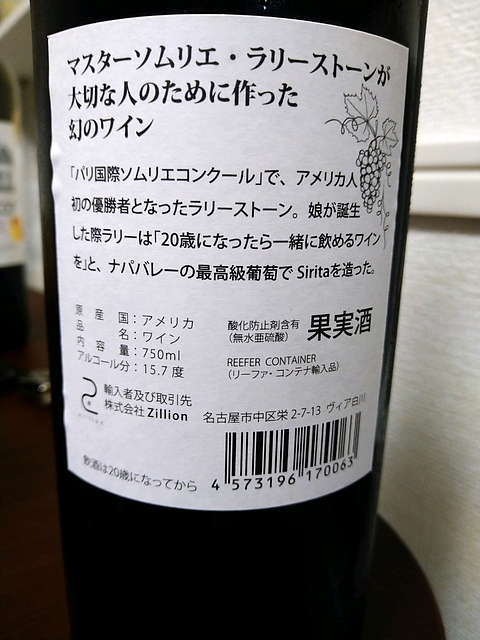 マスターソムリエ・ラリーストーンが
大切な人のために作った
幻のワイン
「パリ国際ソムリエコンクール」で、アメリカ人
初の優勝者となったラリーストーン。娘が誕生
した際ラリーは「20歳になったら一緒に飲めるワイン
を」と、ナパバレーの最高級葡萄で Siritaを造った。
原産国：アメリカ
品名：ワイン
内容量：750ml
アルコール分：15.7 度
酸化防止剤含有
(無水亜硫酸)
果実酒
REEFER CONTAINER
(リーファ・コンテナ輸入品)
輸入者及び取引先
株式会社 Zillion
名古屋市中区栄 2-7-13 ヴィア白川
飲酒は20歳になってから
4 573196 170063